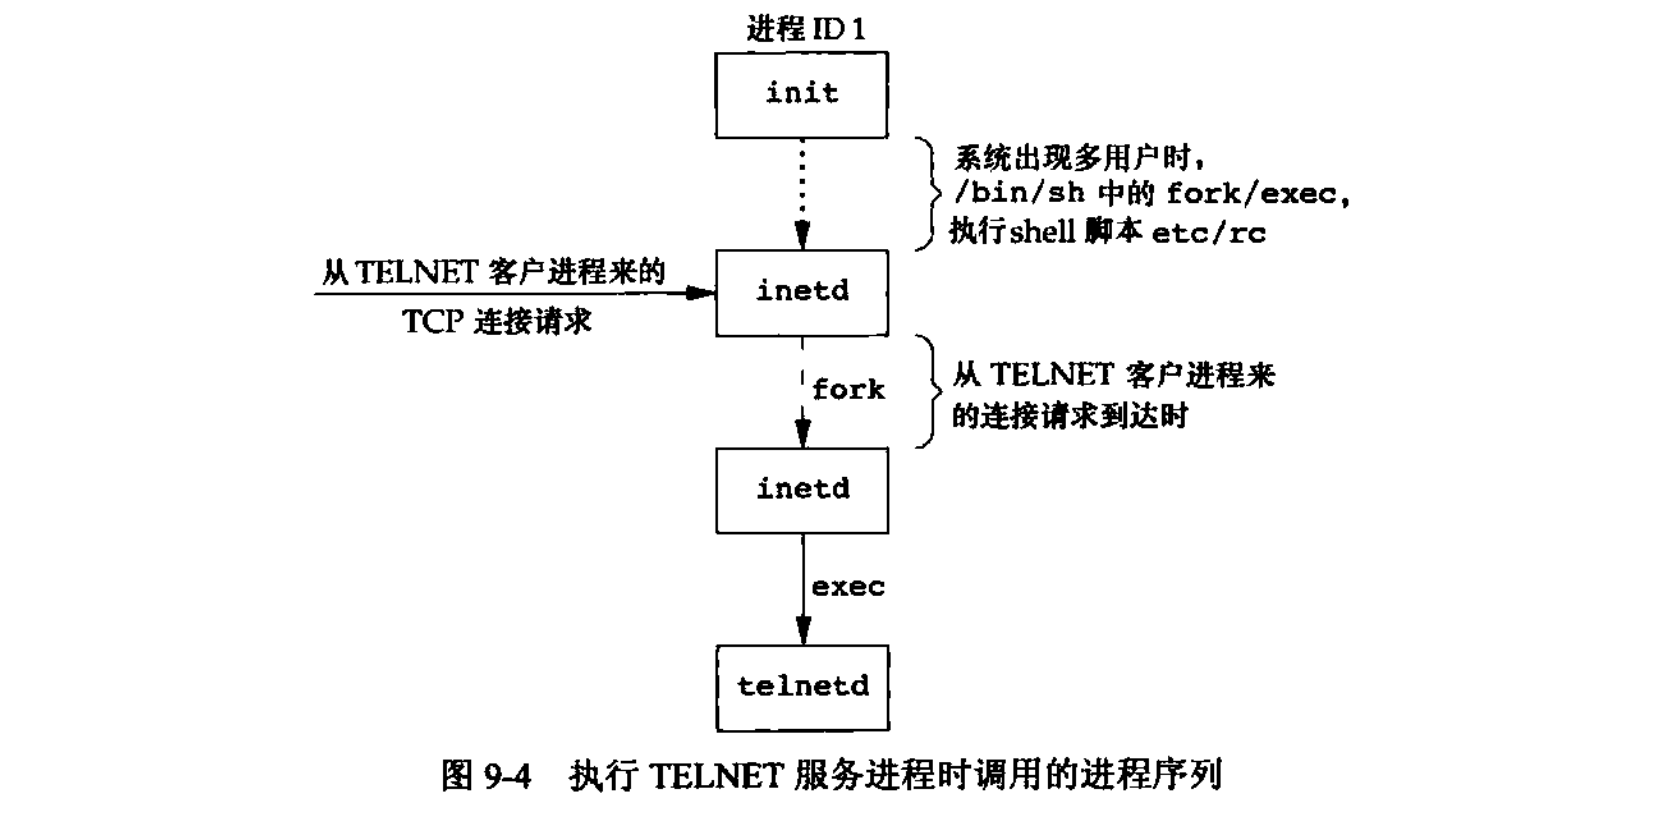 进程 ID 1
init
系统出现多用户时,
/bin/sh 中的 fork/exec,
执行shell 脚本 etc/rc
从 TELNET 客户进程来的
TCP 连接请求
inetd
fork
从 TELNET 客户进程来
的连接请求到达时
inetd
exec
telnetd
图 9-4 执行 TELNET 服务进程时调用的进程序列